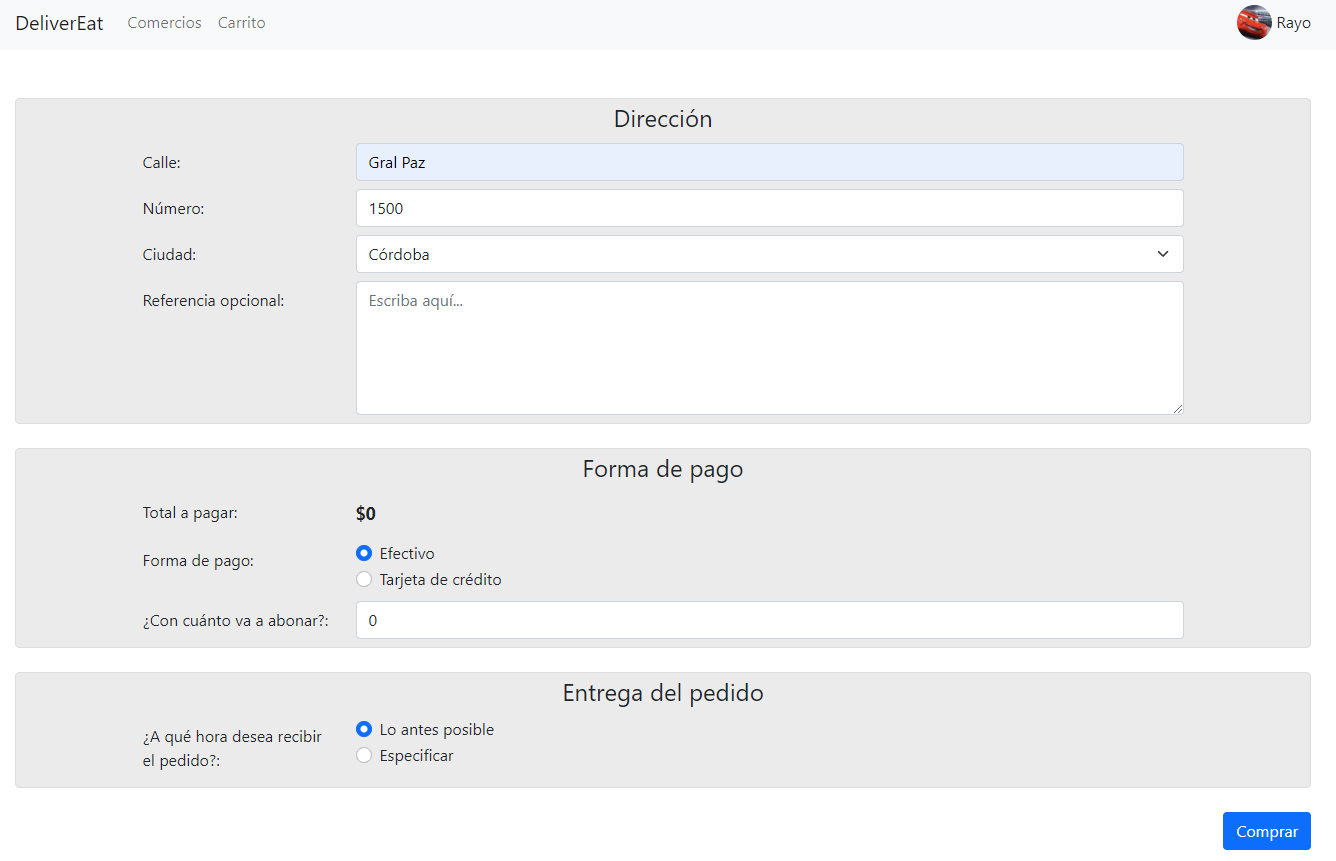 DeliverEat Comercios Carrito Rayo
Dirección
Calle: Gral Paz
Número: 1500
Ciudad: Córdoba
Referencia opcional: Escriba aquí...
Forma de pago
Total a pagar: $0
Forma de pago: Efectivo
Tarjeta de crédito
¿Con cuánto va a abonar?: 0
Entrega del pedido
¿A qué hora desea recibir
el pedido?:
Lo antes posible
Especificar
Comprar